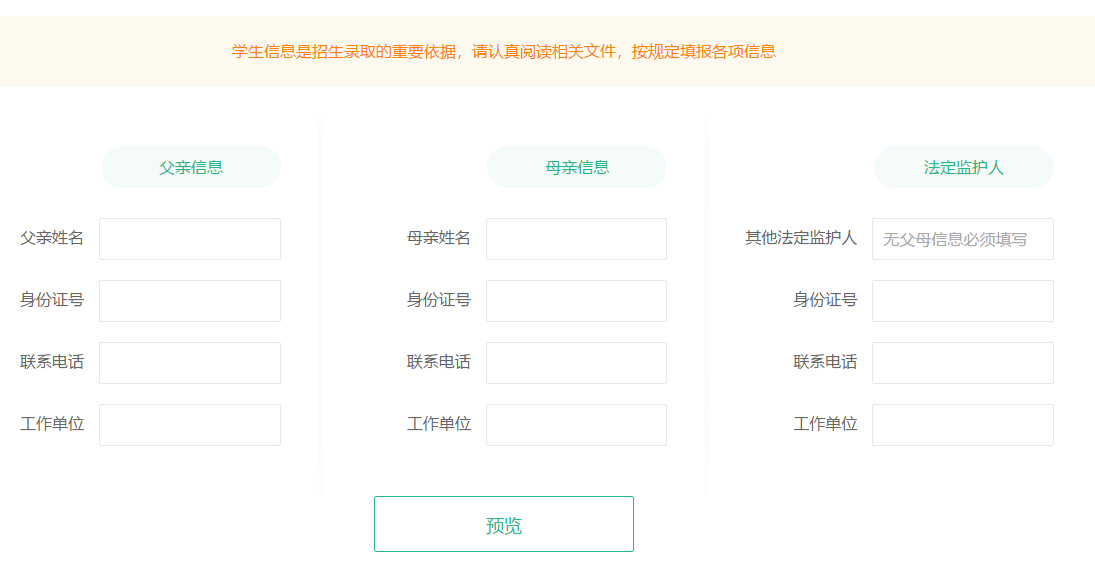 学生信息是招生录取的重要依据，请认真阅读相关文件，按规定填报各项信息
父亲信息
母亲信息
法定监护人
父亲姓名
母亲姓名
其他法定监护人
无父母信息必须填写
身份证号
身份证号
身份证号
联系电话
联系电话
联系电话
工作单位
工作单位
工作单位
预览